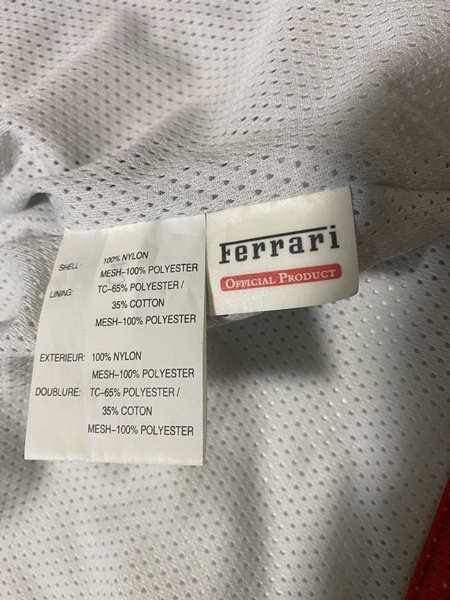 SHELL: 100% NYLON
MESH-100% POLYESTER
LINING: TC-65% POLYESTER /
35% COTTON
MESH-100% POLYESTER
EXTERIEUR: 100% NYLON
MESH-100% POLYESTER
DOUBLURE: TC-65% POLYESTER /
35% COTON
MESH-100% POLYESTER
Ferrari
OFFICIAL PRODUCT